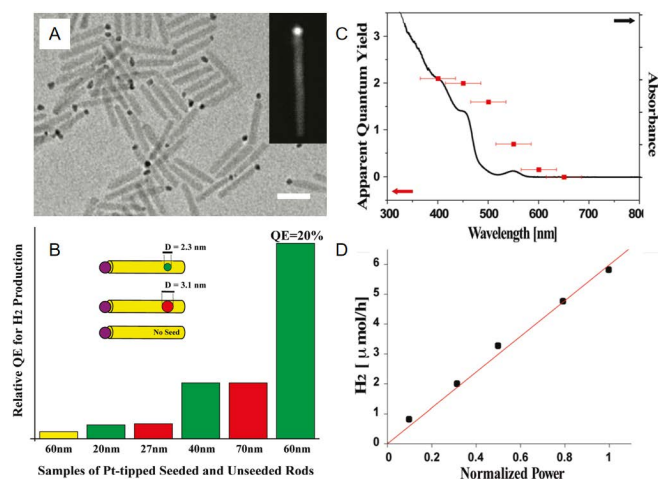 A
C
Apparent Quantum Yield
2
1
0
Absorbance
300
400
500
600
700
800
Wavelength [nm]
B
QE=20%
D = 2.3 nm
D = 3.1 nm
No Seed
Relative QE for H2 Production
60nm
20nm
27nm
40nm
70nm
60nm
Samples of Pt-tipped Seeded and Unseeded Rods
D
H2 [ μ mol/h ]
6
5
4
3
2
1
0
0
0.2
0.4
0.6
0.8
1
Normalized Power